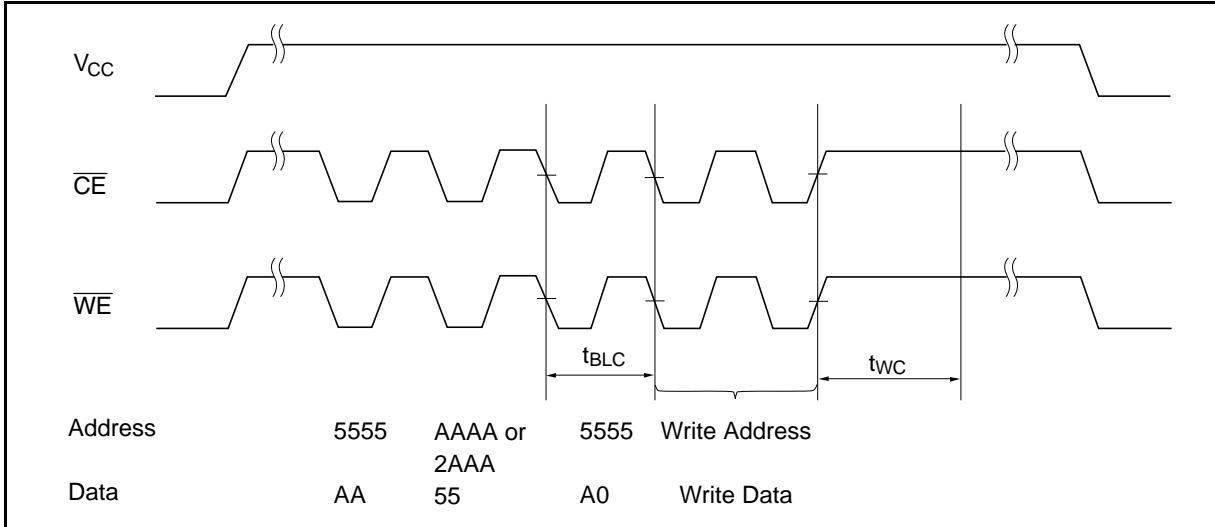 VCC
CE
WE
tBLC
tWC
Address 5555 AAAA or 5555 Write Address
2AAA
Data AA 55 A0 Write Data